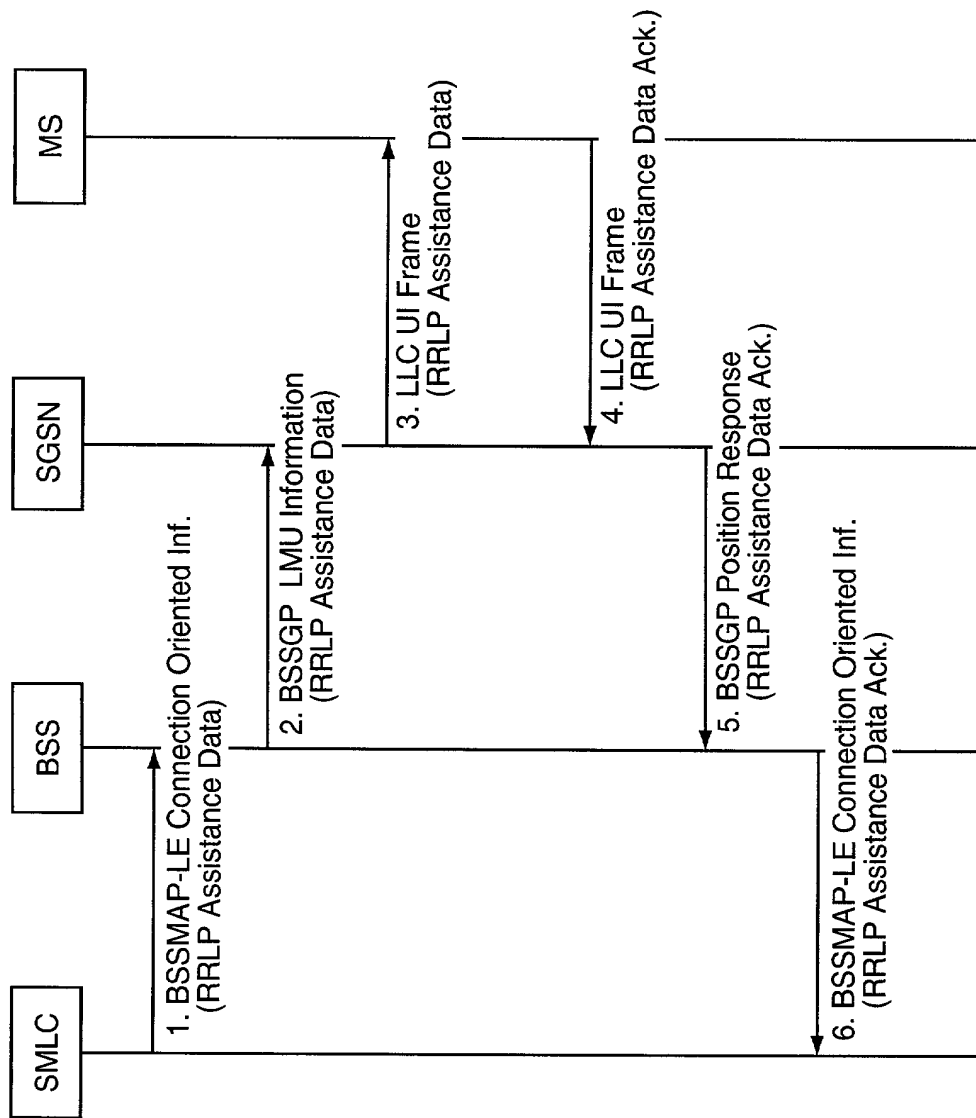 SMLC
BSS
SGSN
MS
1. BSSMAP-LE Connection Oriented Inf.
(RRLP Assistance Data)
2. BSSGP LMU Information
(RRLP Assistance Data)
3. LLC UI Frame
(RRLP Assistance Data)
4. LLC UI Frame
(RRLP Assistance Data Ack.)
5. BSSGP Position Response
(RRLP Assistance Data Ack.)
6. BSSMAP-LE Connection Oriented Inf.
(RRLP Assistance Data Ack.)